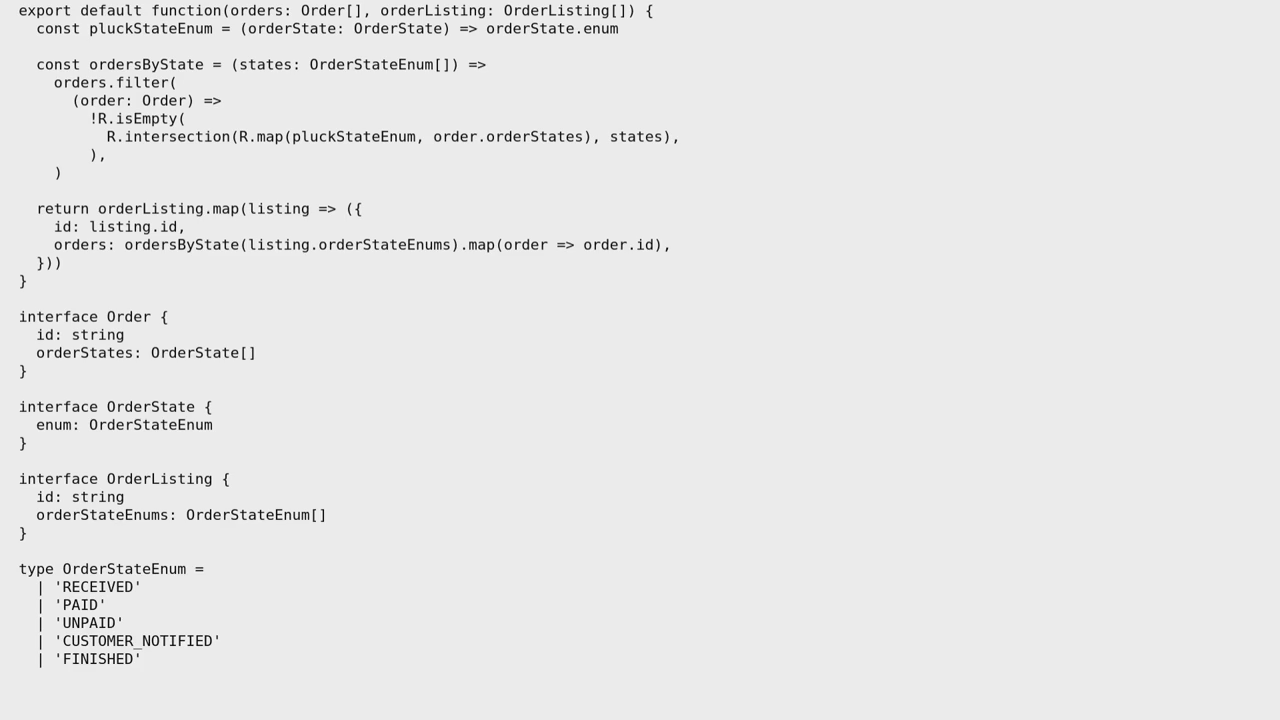 export default function(orders: Order[], orderListing: OrderListing[]) {
  const pluckStateEnum = (orderState: OrderState) => orderState.enum

  const ordersByState = (states: OrderStateEnum[]) =>
    orders.filter(
      (order: Order) =>
        !R.isEmpty(
          R.intersection(R.map(pluckStateEnum, order.orderStates), states),
        ),
    )

  return orderListing.map(listing => ({
    id: listing.id,
    orders: ordersByState(listing.orderStateEnums).map(order => order.id),
  }))
}

interface Order {
  id: string
  orderStates: OrderState[]
}

interface OrderState {
  enum: OrderStateEnum
}

interface OrderListing {
  id: string
  orderStateEnums: OrderStateEnum[]
}

type OrderStateEnum =
  | 'RECEIVED'
  | 'PAID'
  | 'UNPAID'
  | 'CUSTOMER_NOTIFIED'
  | 'FINISHED'